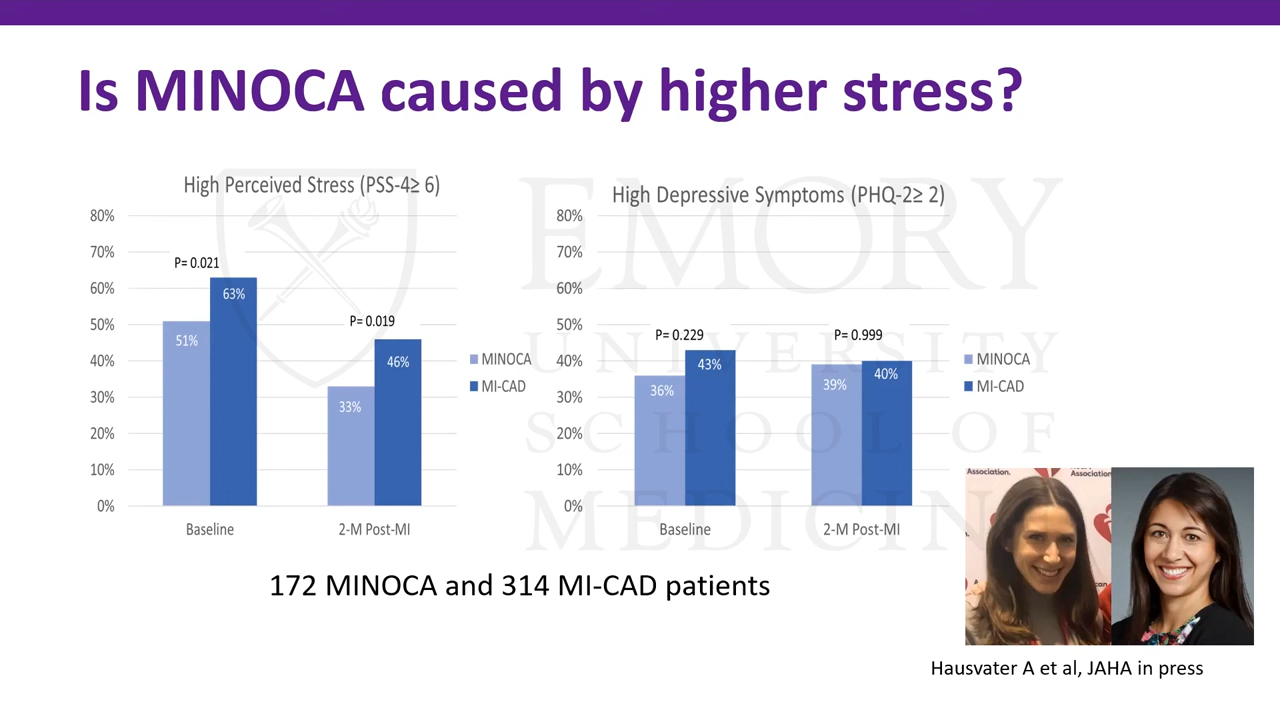 Is MINOCA caused by higher stress?
High Perceived Stress (PSS-4≥ 6)
80%
70%
60%
50%
40%
30%
20%
10%
0%
P= 0.021
51%
63%
P= 0.019
33%
46%
Baseline
2-M Post-MI
MINOCA
MI-CAD
High Depressive Symptoms (PHQ-2≥ 2)
80%
70%
60%
50%
40%
30%
20%
10%
0%
P= 0.229
36%
43%
P= 0.999
39%
40%
Baseline
2-M Post-MI
MINOCA
MI-CAD
EMORY
UNIVERSITY
SCHOOL OF
MEDICINE
172 MINOCA and 314 MI-CAD patients
Association.
Association
Hausvater A et al, JAHA in press